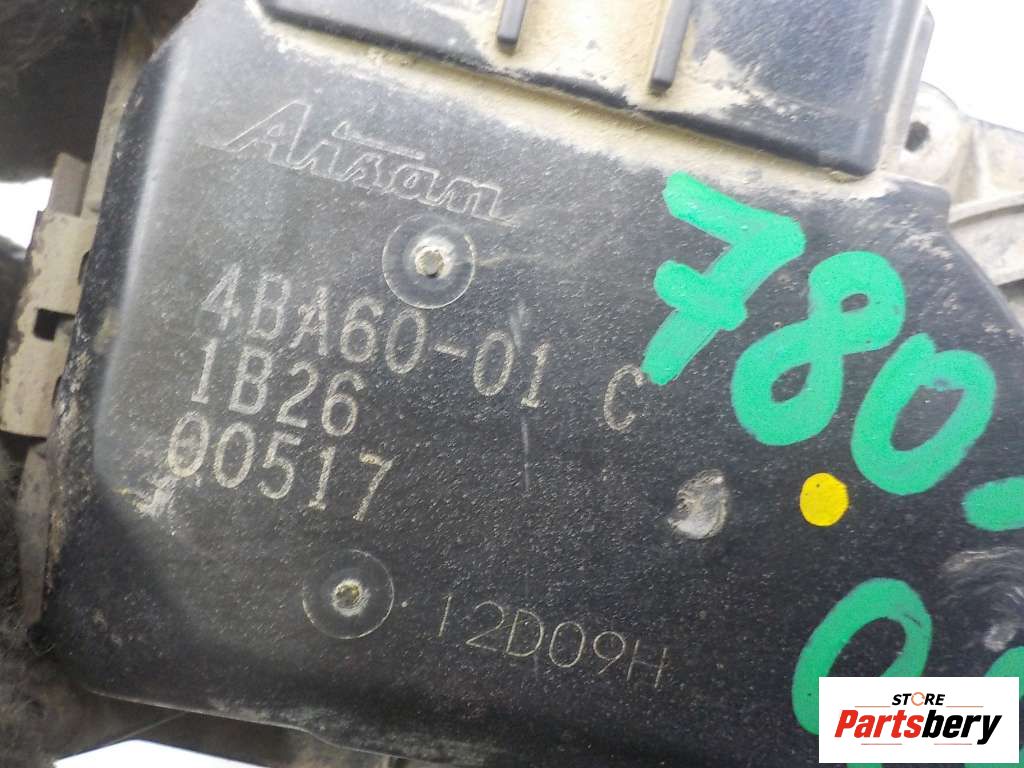 Aisan
4BA60-01 C
1B26
00517
12D09H
780-
STORE
Partsbery